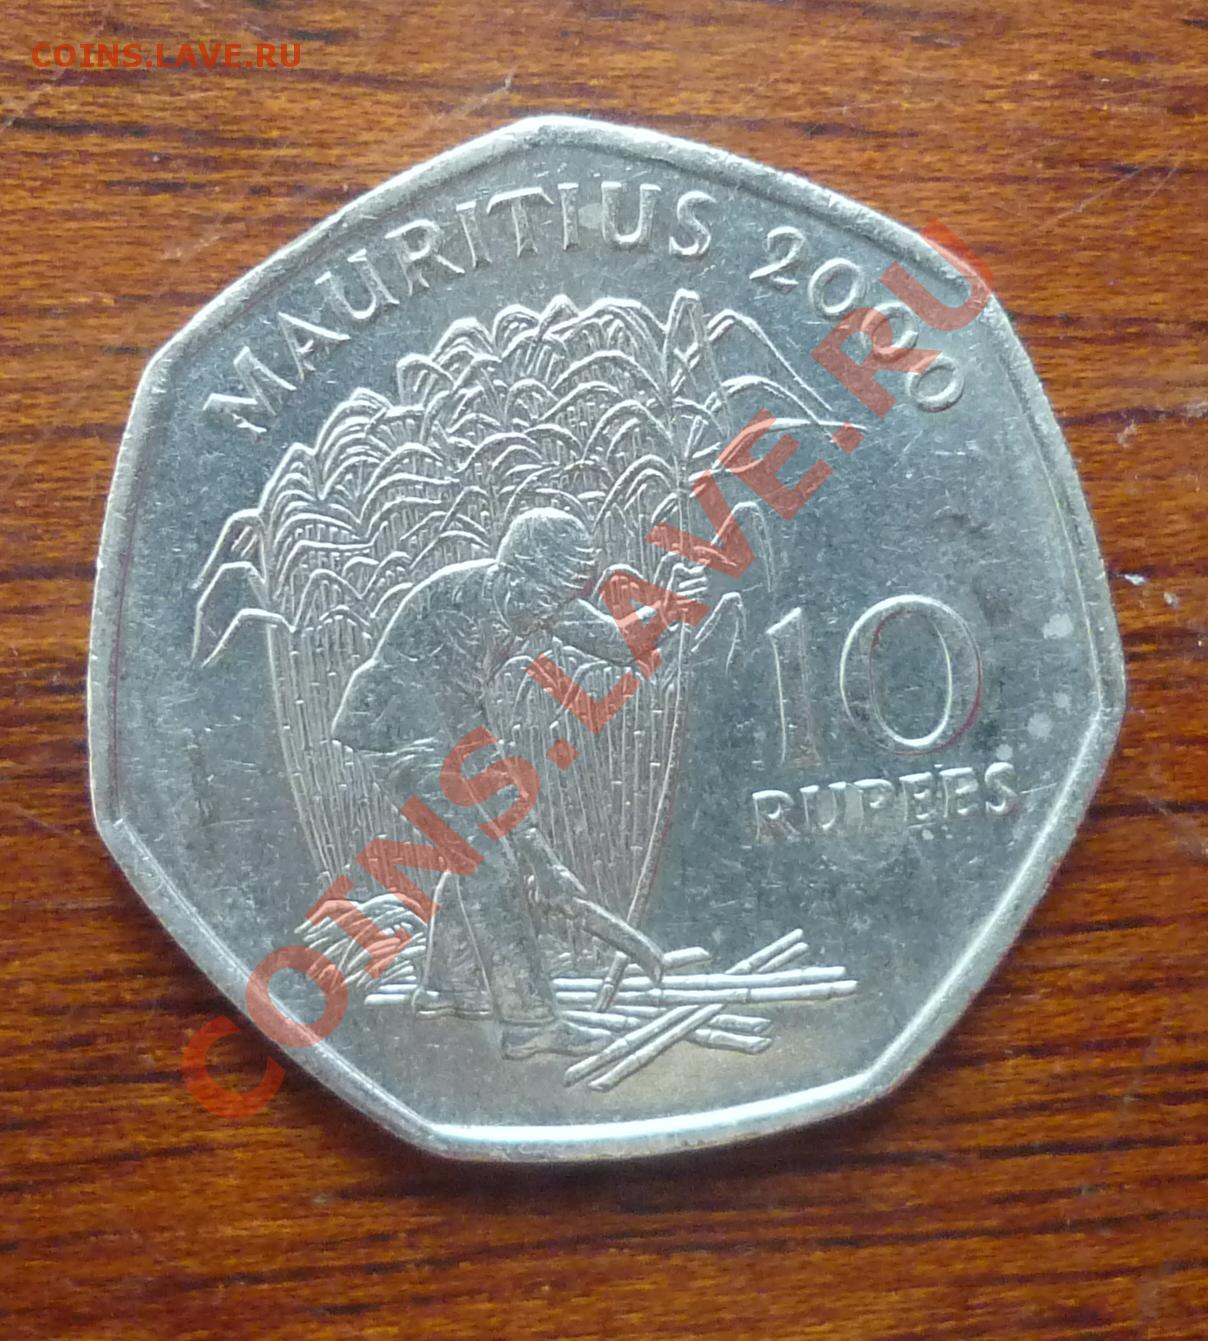 COINS.LAVE.RU
MAURITIUS 2000
10
RUPEES
COINS.LAVE.RU